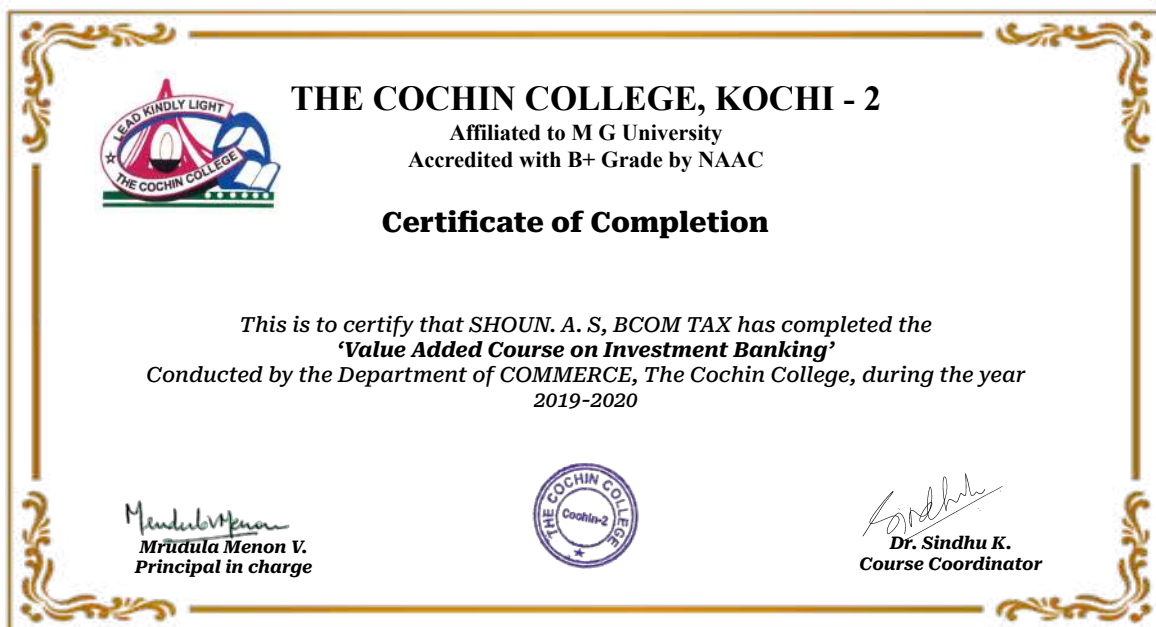 LEAD KINDLY LIGHT
THE COCHIN COLLEGE
THE COCHIN COLLEGE, KOCHI - 2
Affiliated to M G University
Accredited with B+ Grade by NAAC
Certificate of Completion
This is to certify that SHOUN. A. S, BCOM TAX has completed the
‘Value Added Course on Investment Banking’
Conducted by the Department of COMMERCE, The Cochin College, during the year
2019-2020
THE COCHIN COLLEGE
Cochin-2
Mrudula Menon V.
Principal in charge
Sindhu
Dr. Sindhu K.
Course Coordinator